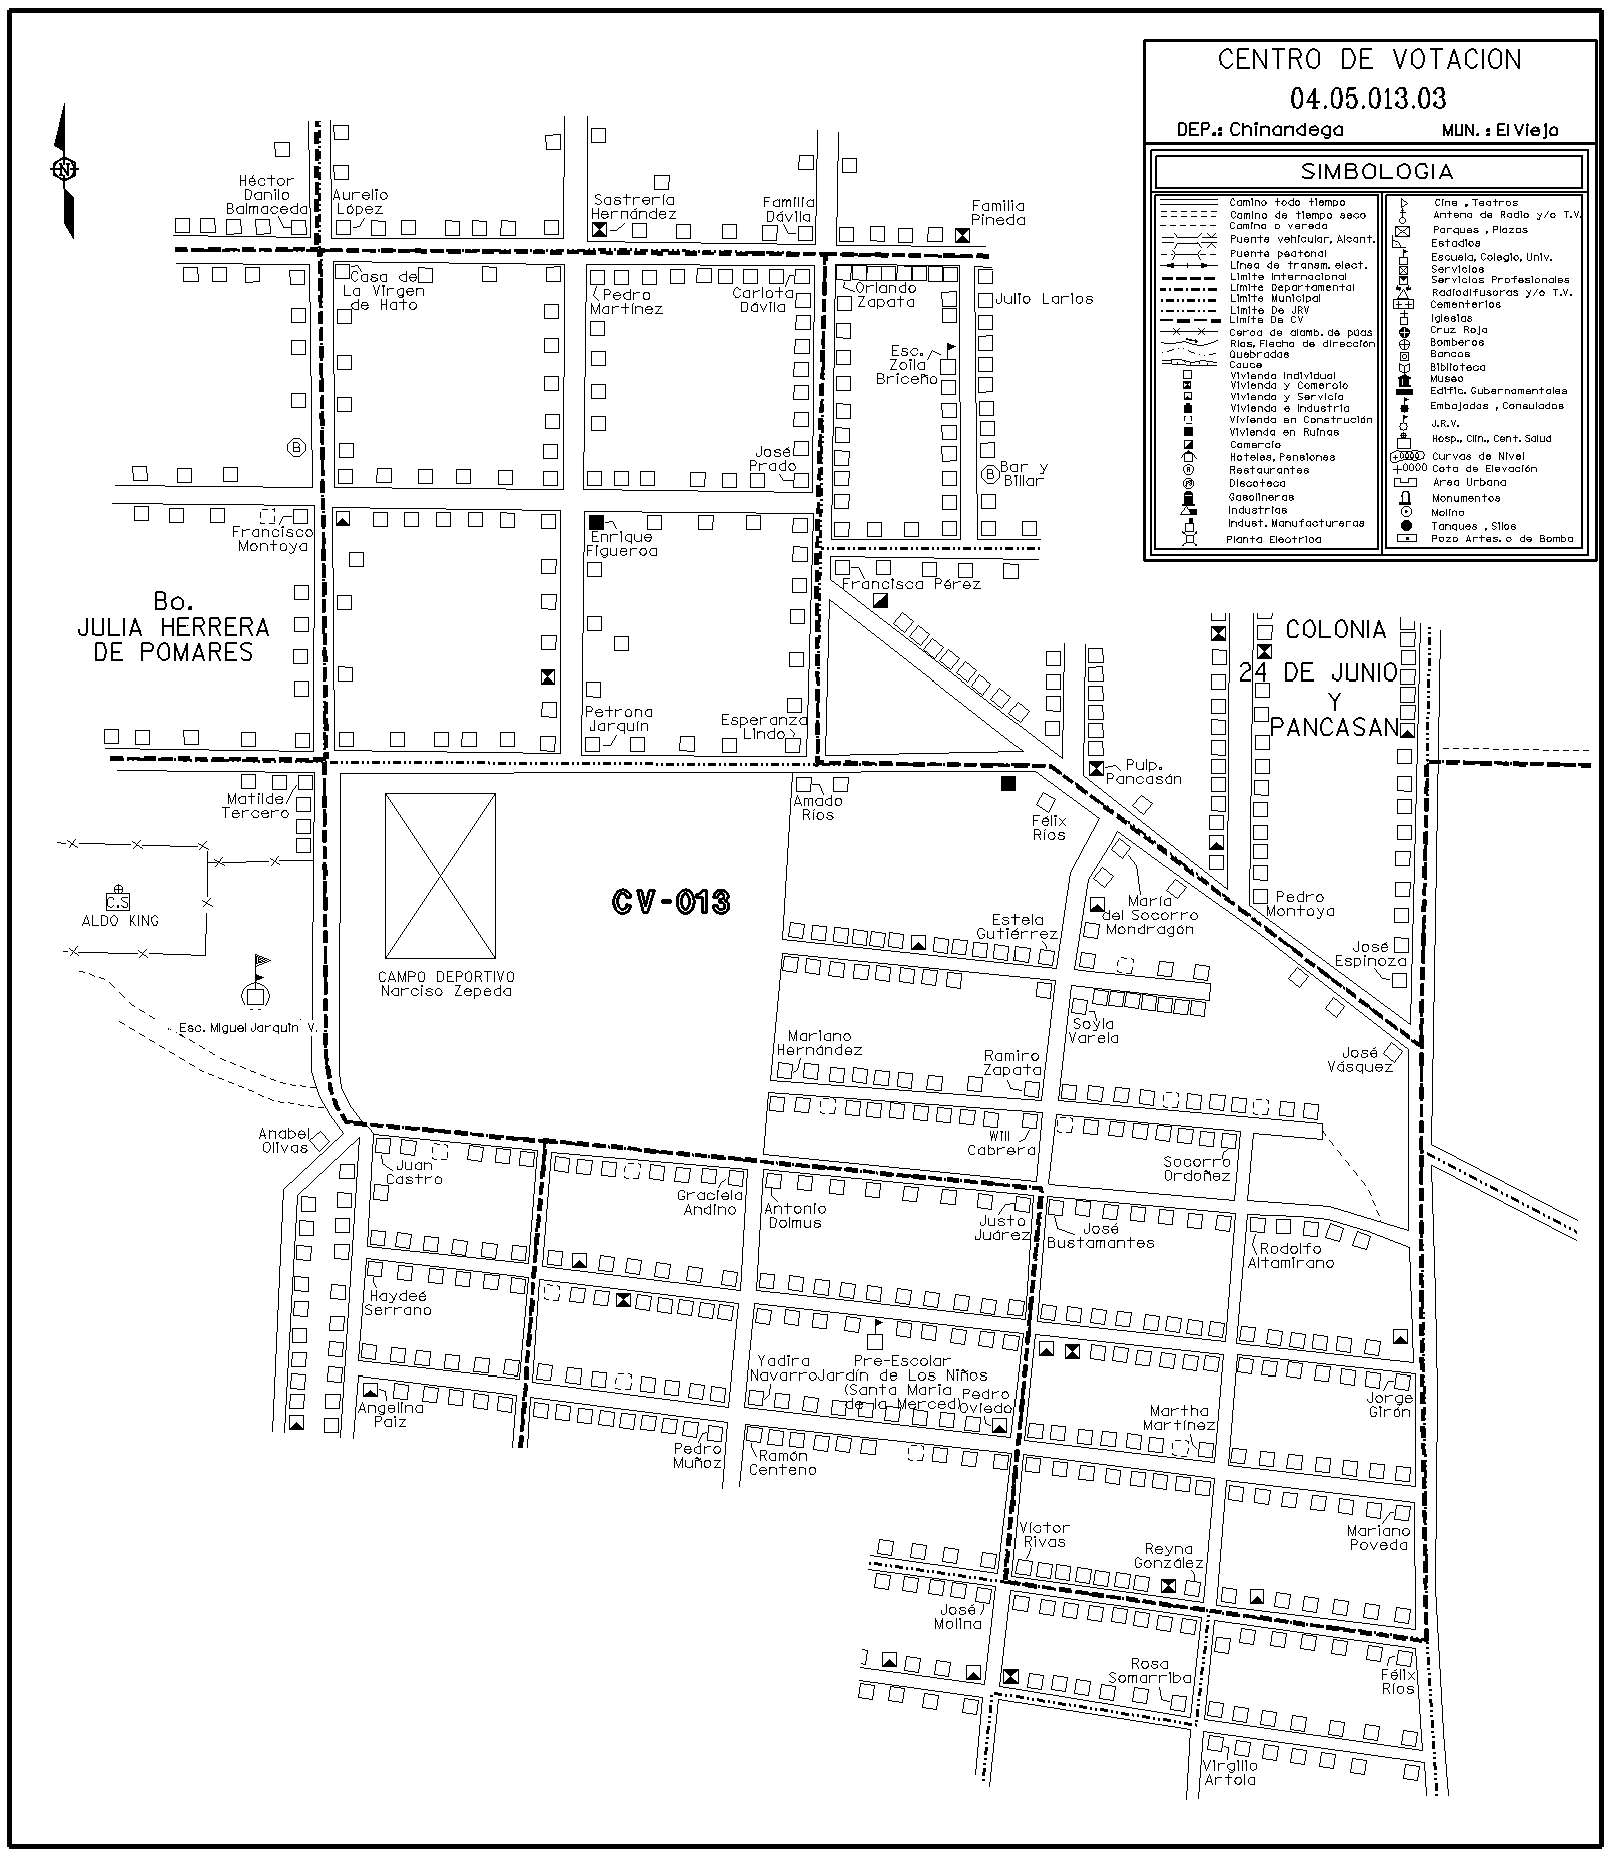 CENTRO DE VOTACION
04.05.013.03
DEP.: Chinandega
MUN. : El Viejo
SIMBOLOGIA
Camino todo tiempo
Camino de tiempo seco
Camino o vereda
Puente vehicular, Alcant.
Puente peatonal
Línea de transm. elect.
Limite Internacional
Limite Departamental
Limite Municipal
Limite De JRV
Limite De CV
Cerca de alamb. de púas
Rios, Flecha de dirección
Quebradas
Cauce
Vivienda Individual
Vivienda y Comercio
Vivienda y Servicio
Vivienda e Industria
Vivienda en Construción
Vivienda en Ruinas
Comercio
Hoteles, Pensiones
Restaurantes
Discoteca
Gasolineras
Industrias
Indust. Manufactureras
Planta Electrica
Cine , Teatros
Antena de Radio y/o T.V.
Parques , Plazas
Estadios
Escuela, Colegio, Univ.
Servicios
Servicios Profesionales
Radiodifusoras y/o T.V.
Cementerios
Iglesias
Cruz Roja
Bomberos
Bancos
Biblioteca
Museo
Edific. Gubernamentales
Embajadas , Consulados
J.R.V.
Hosp., Clin., Cent. Salud
Curvas de Nivel
Cota de Elevación
Area Urbana
Monumentos
Molino
Tanques , Silos
Pozo Artes. o de Bomba
N
Héctor
Danilo
Balmaceda
Aurelio
López
Sastrería
Hernández
Familia
Dávila
Familia
Pineda
Casa de
La Virgen
de Hato
Pedro
Martínez
Carlota
Dávila
Orlando
Zapata
Julio Larios
Esc.
Zoila
Briceño
B
José
Prado
B
Bar y
Billar
Francisco
Montoya
Enrique
Figueroa
Francisca Pérez
Bo.
JULIA HERRERA
DE POMARES
COLONIA
24 DE JUNIO
Y
PANCASAN
Petrona
Jarquín
Esperanza
Lindo
Pulp.
Pancasán
Matilde
Tercero
Amado
Ríos
Félix
Ríos
C.S
ALDO KING
CV-013
María
del Socorro
Mondragón
Pedro
Montoya
Estela
Gutiérrez
José
Espinoza
CAMPO DEPORTIVO
Narciso Zepeda
Esc. Miguel Jarquin V.
Sayla
Varela
Mariano
Hernández
Ramiro
Zapata
José
Vásquez
Anabel
Olivas
Will
Cabrera
Juan
Castro
Socorro
Ordoñez
Graciela
Andino
Antonio
Dolmus
Justo
Juárez
José
Bustamantes
Rodolfo
Altamirano
Haydeé
Serrano
Yadira
Navarro
Pre-Escolar
Jardín de Los Niños
(Santa María
de la Merced)
Pedro
Oviedo
Angelina
Paiz
Martha
Martínez
Jorge
Girón
Pedro
Muñoz
Ramón
Centeno
Víctor
Rivas
Reyna
González
Mariano
Poveda
José
Molina
Rosa
Somarriba
Félix
Ríos
Virgilio
Artola